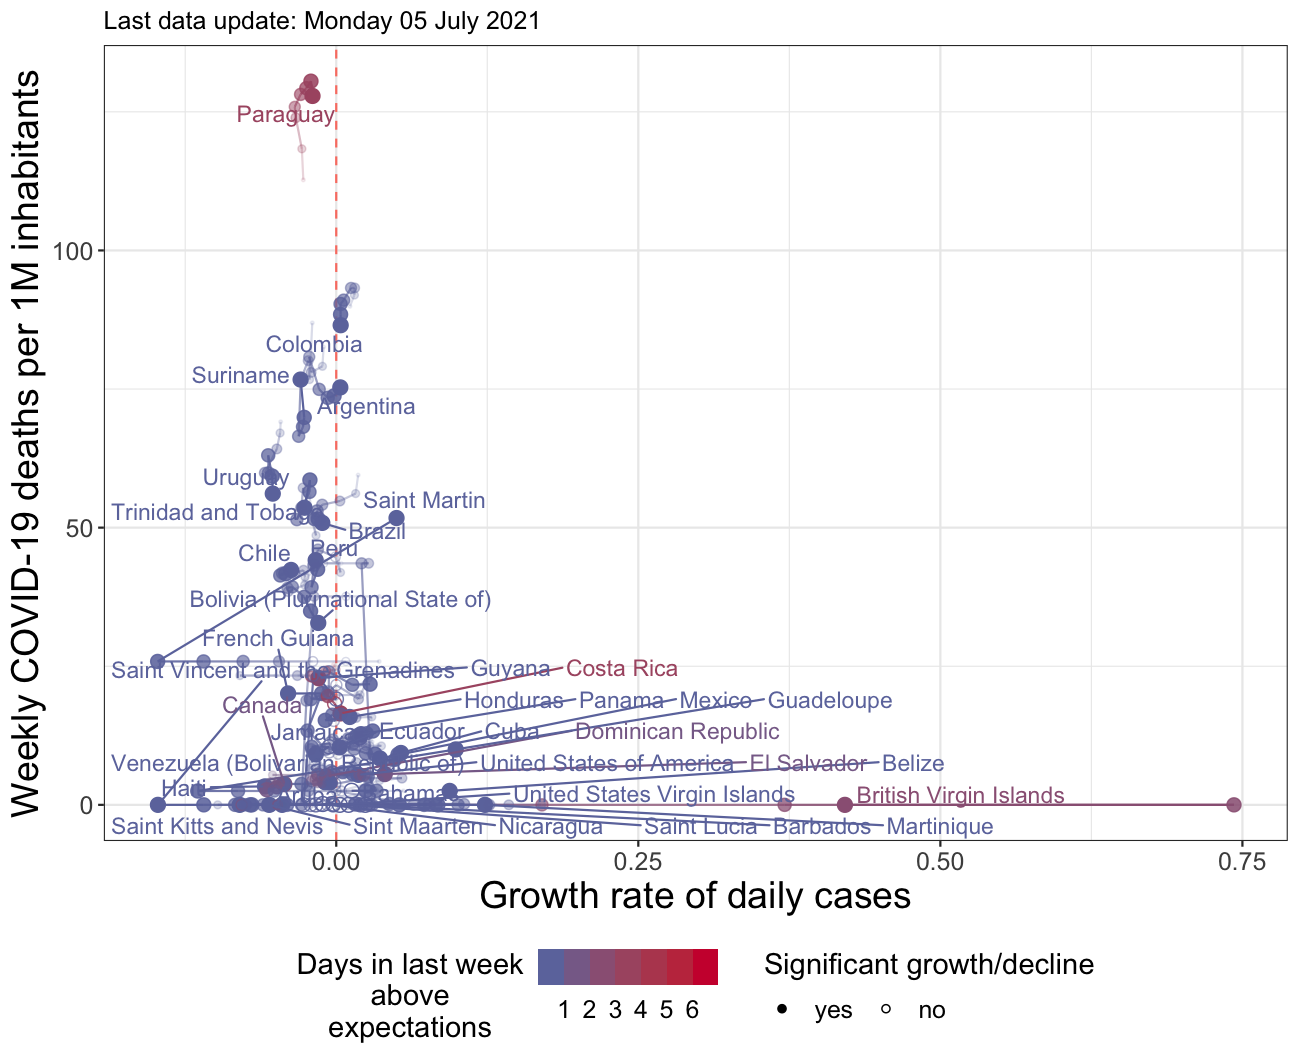 Last data update: Monday 05 July 2021
Weekly COVID-19 deaths per 1M inhabitants
100
50
0
Paraguay
Colombia
Suriname
Argentina
Uruguay
Saint Martin
Trinidad and Tobago
Brazil
Peru
Chile
Bolivia (Plurinational State of)
French Guiana
Saint Vincent and the Grenadines
Guyana
Costa Rica
Honduras
Panama
Mexico
Guadeloupe
Canada
Jamaica
Ecuador
Cuba
Dominican Republic
Venezuela (Bolivarian Republic of)
United States of America
El Salvador
Belize
Haiti
Bahamas
United States Virgin Islands
British Virgin Islands
Saint Kitts and Nevis
Sint Maarten
Nicaragua
Saint Lucia
Barbados
Martinique
0.00
0.25
0.50
0.75
Growth rate of daily cases
Days in last week
above
expectations
1 2 3 4 5 6
Significant growth/decline
yes
no